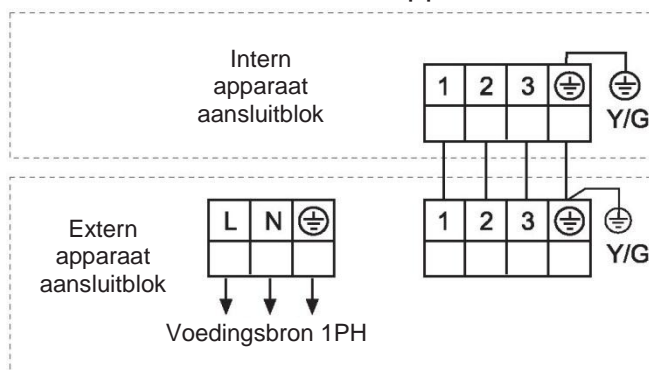 Intern
apparaat
aansluitblok
1 2 3
Y/G
Extern
apparaat
aansluitblok
L N
1 2 3
Y/G
Voedingsbron 1PH